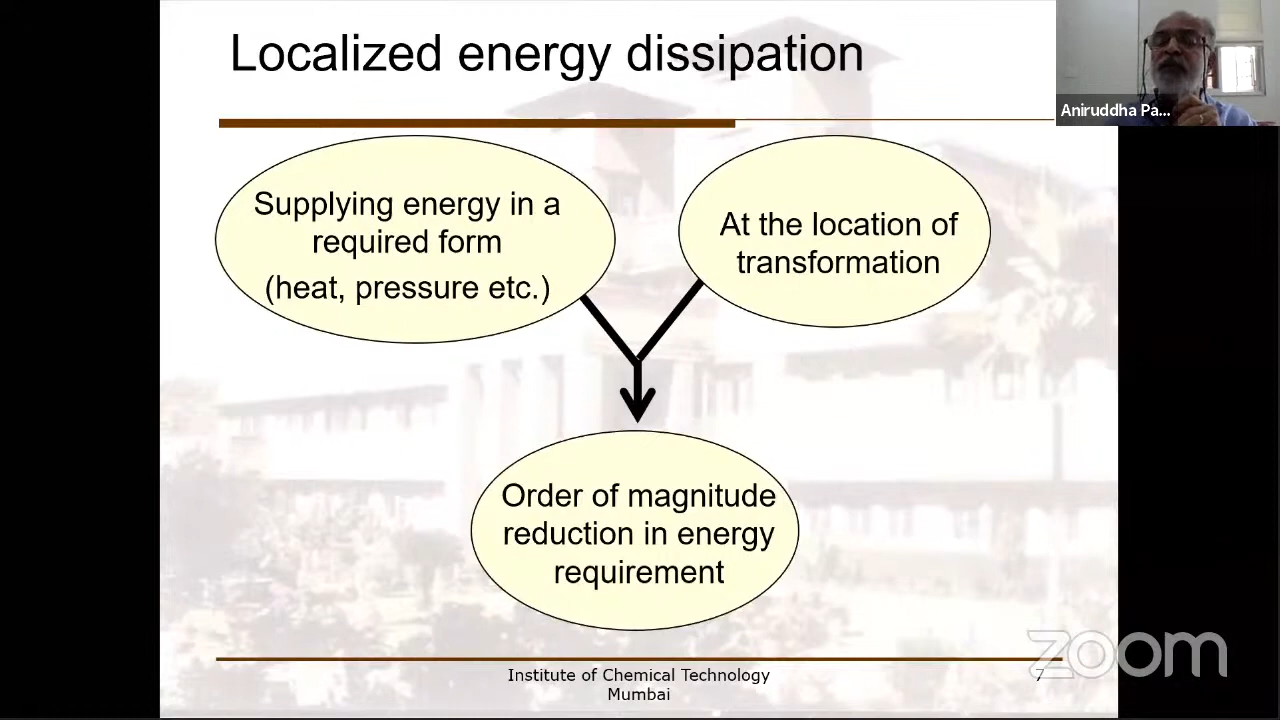 Localized energy dissipation
Aniruddha Pa...
Supplying energy in a
required form
(heat, pressure etc.)
At the location of
transformation
Order of magnitude
reduction in energy
requirement
Institute of Chemical Technology
Mumbai
7
zoom